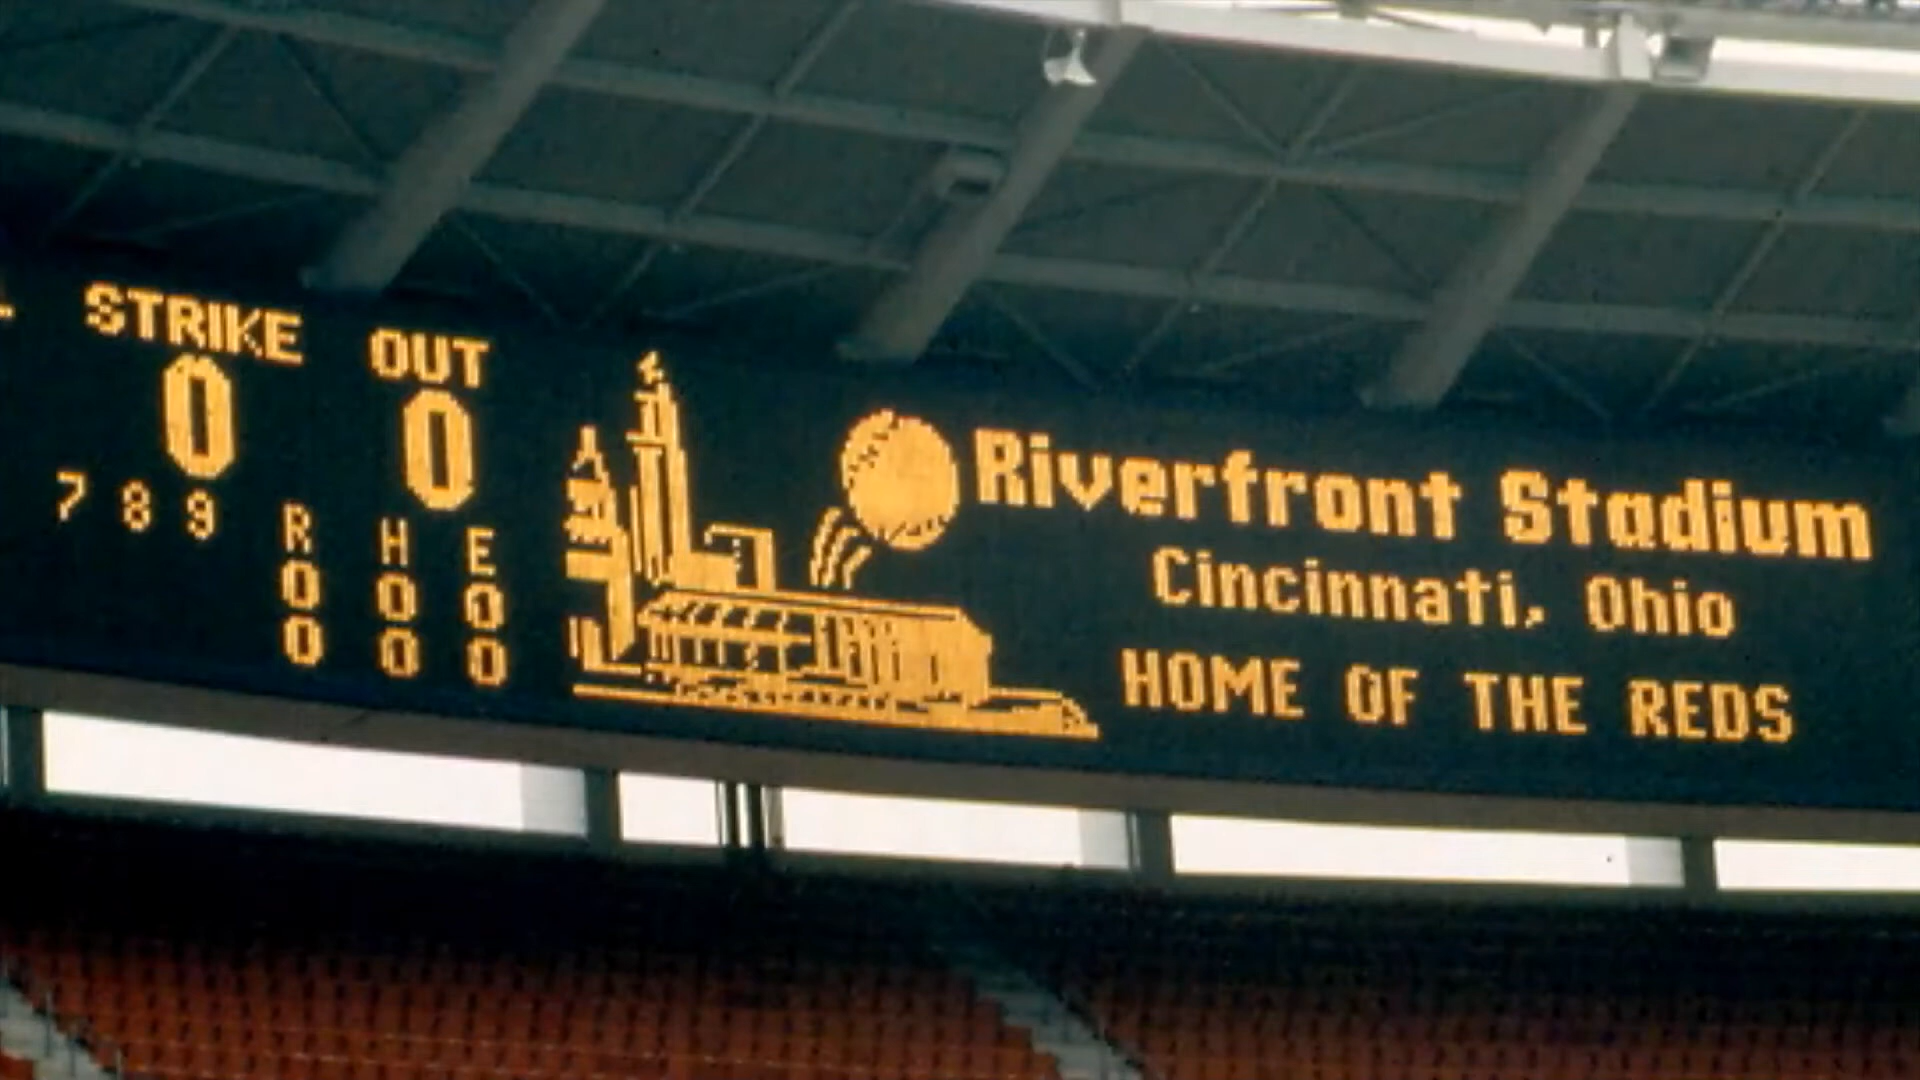 STRIKE OUT
0 0
7 8 9 R H E
0 0 0
0 0 0
Riverfront Stadium
Cincinnati, Ohio
HOME OF THE REDS